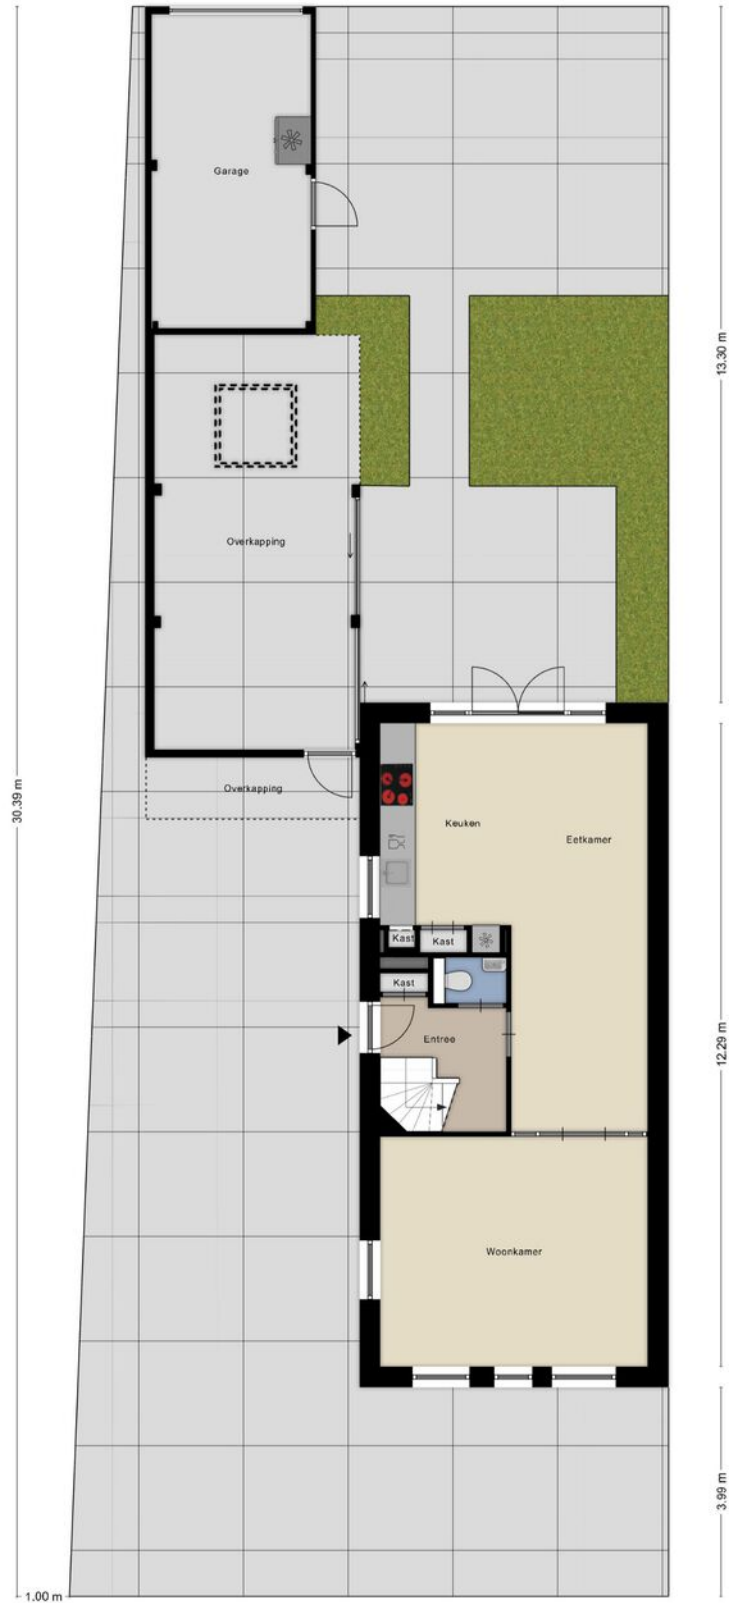 Garage
13.30 m
Overkapping
Overkapping
30.39 m
Keuken
Eetkamer
Kast
Kast
Kast
Entree
12.29 m
Woonkamer
3.99 m
1.00 m